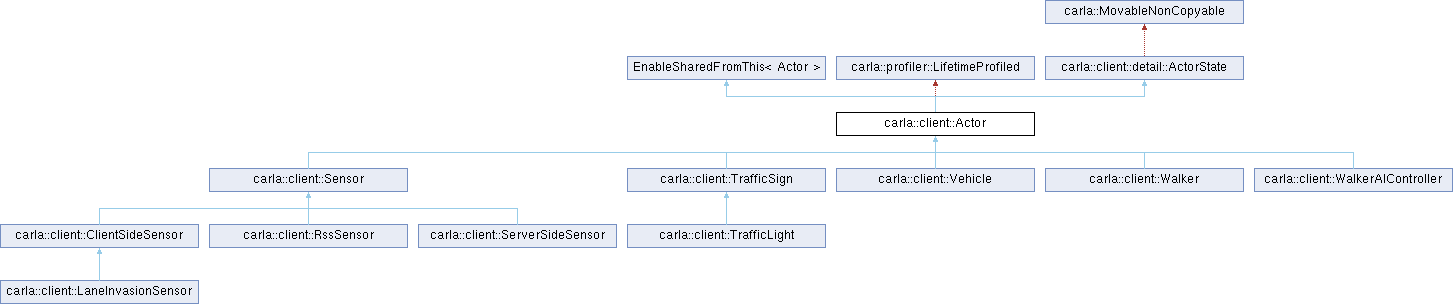 carla::MovableNonCopyable
EnableSharedFromThis< Actor >
carla::profiler::LifetimeProfiled
carla::client::detail::ActorState
carla::client::Actor
carla::client::Sensor
carla::client::TrafficSign
carla::client::Vehicle
carla::client::Walker
carla::client::WalkerAIController
carla::client::ClientSideSensor
carla::client::RssSensor
carla::client::ServerSideSensor
carla::client::TrafficLight
carla::client::LaneInvasionSensor